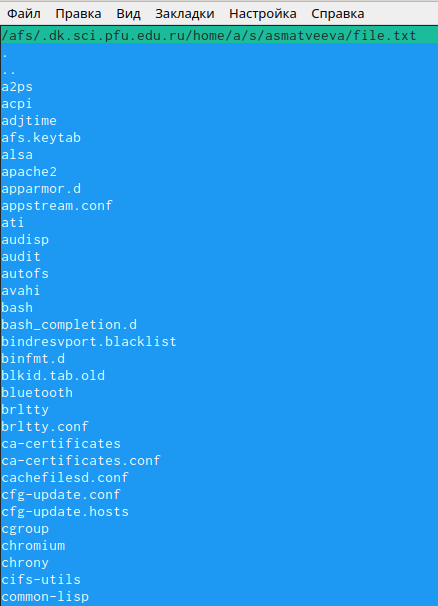 Файл Правка Вид Закладки Настройка Справка
/afs/.dk.sci.pfu.edu.ru/home/a/s/asmatveeva/file.txt
.
..
a2ps
acpi
adjtime
afs.keytab
alsa
apache2
apparmor.d
appstream.conf
ati
audisp
audit
autofs
avahi
bash
bash_completion.d
bindresvport.blacklist
binfmt.d
blkid.tab.old
bluetooth
brltty
brltty.conf
ca-certificates
ca-certificates.conf
cachefilesd.conf
cfg-update.conf
cfg-update.hosts
cgroup
chromium
chrony
cifs-utils
common-lisp